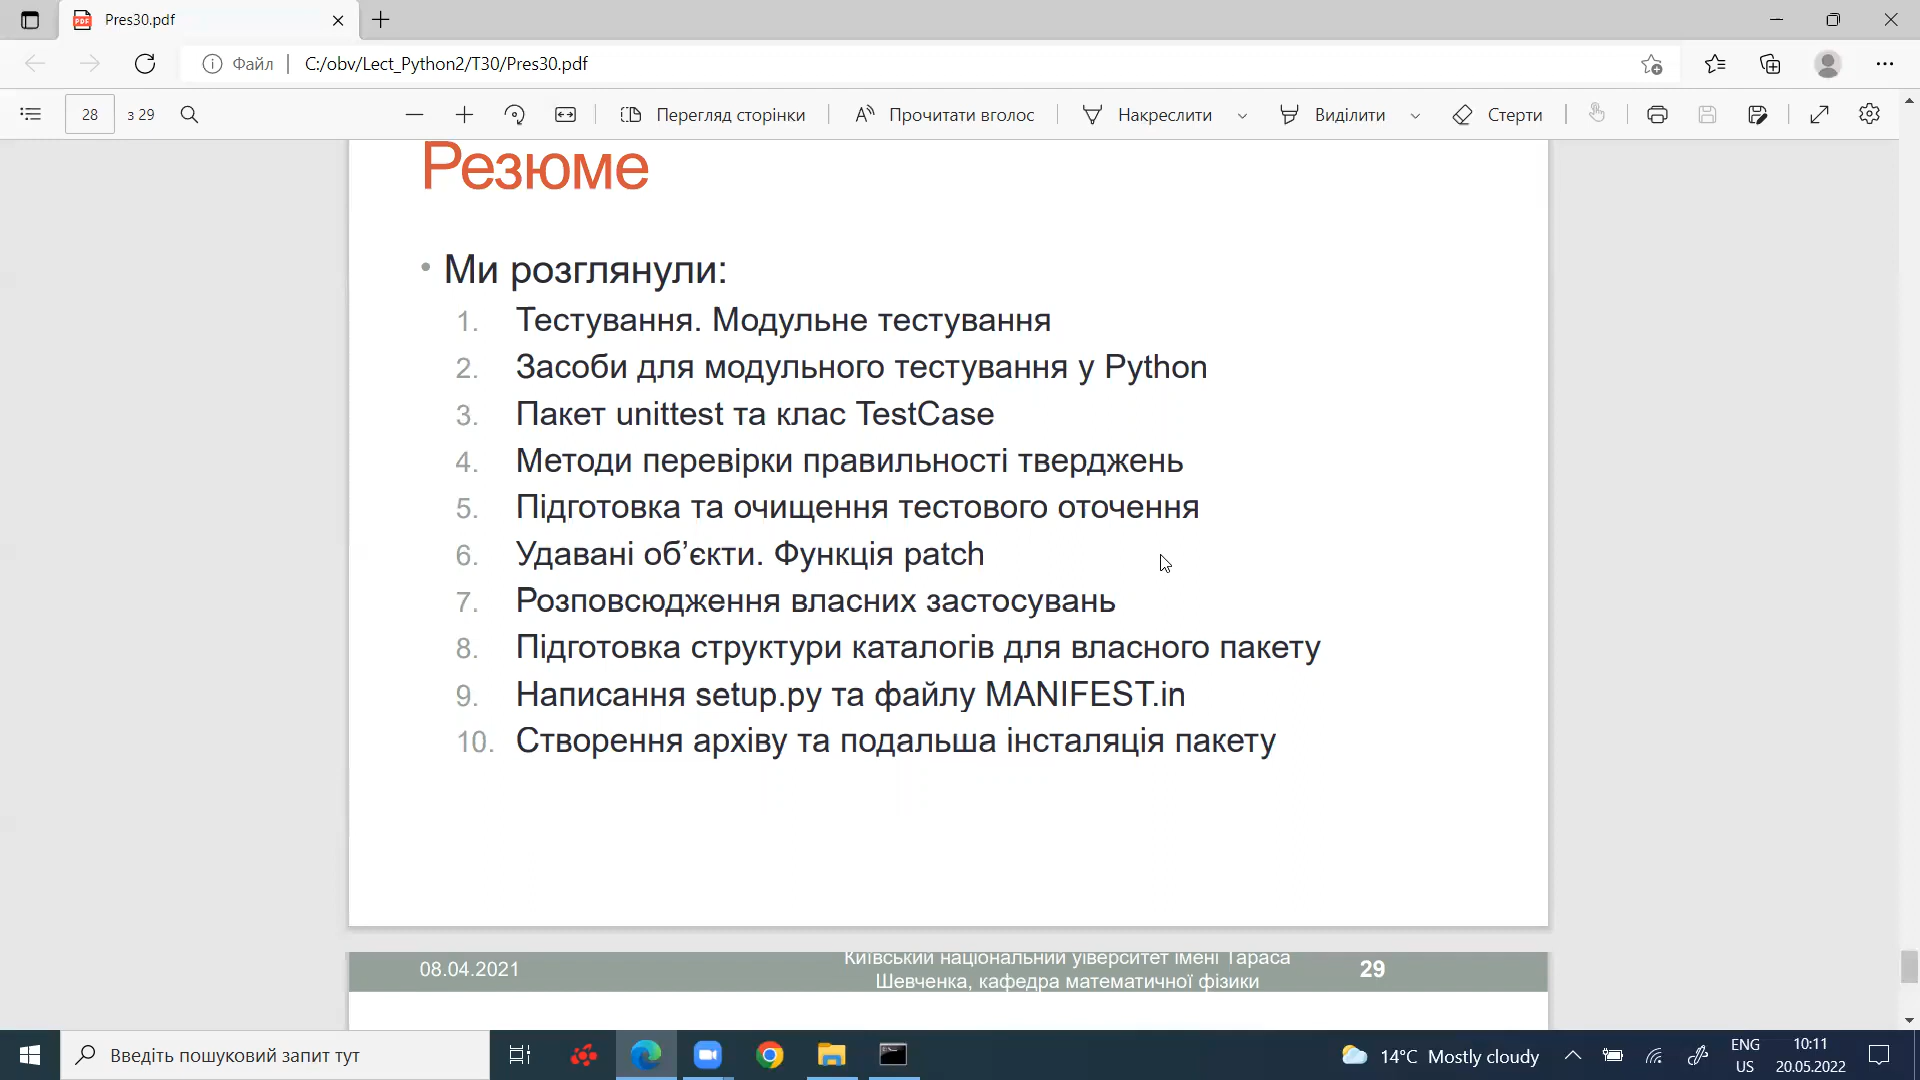 Pres30.pdf
Файл
C:/obv/Lect_Python2/T30/Pres30.pdf
28
з 29
Перегляд сторінки
Прочитати вголос
Накреслити
Виділити
Стерти
Резюме
• Ми розглянули:
1. Тестування. Модульне тестування
2. Засоби для модульного тестування у Python
3. Пакет unittest та клас TestCase
4. Методи перевірки правильності тверджень
5. Підготовка та очищення тестового оточення
6. Удавані об’єкти. Функція patch
7. Розповсюдження власних застосувань
8. Підготовка структури каталогів для власного пакету
9. Написання setup.py та файлу MANIFEST.in
10. Створення архіву та подальша інсталяція пакету
08.04.2021
Київський національний уіверситет імені Тараса
Шевченка, кафедра математичної фізики
29
Введіть пошуковий запит тут
14°C Mostly cloudy
ENG
US
10:11
20.05.2022